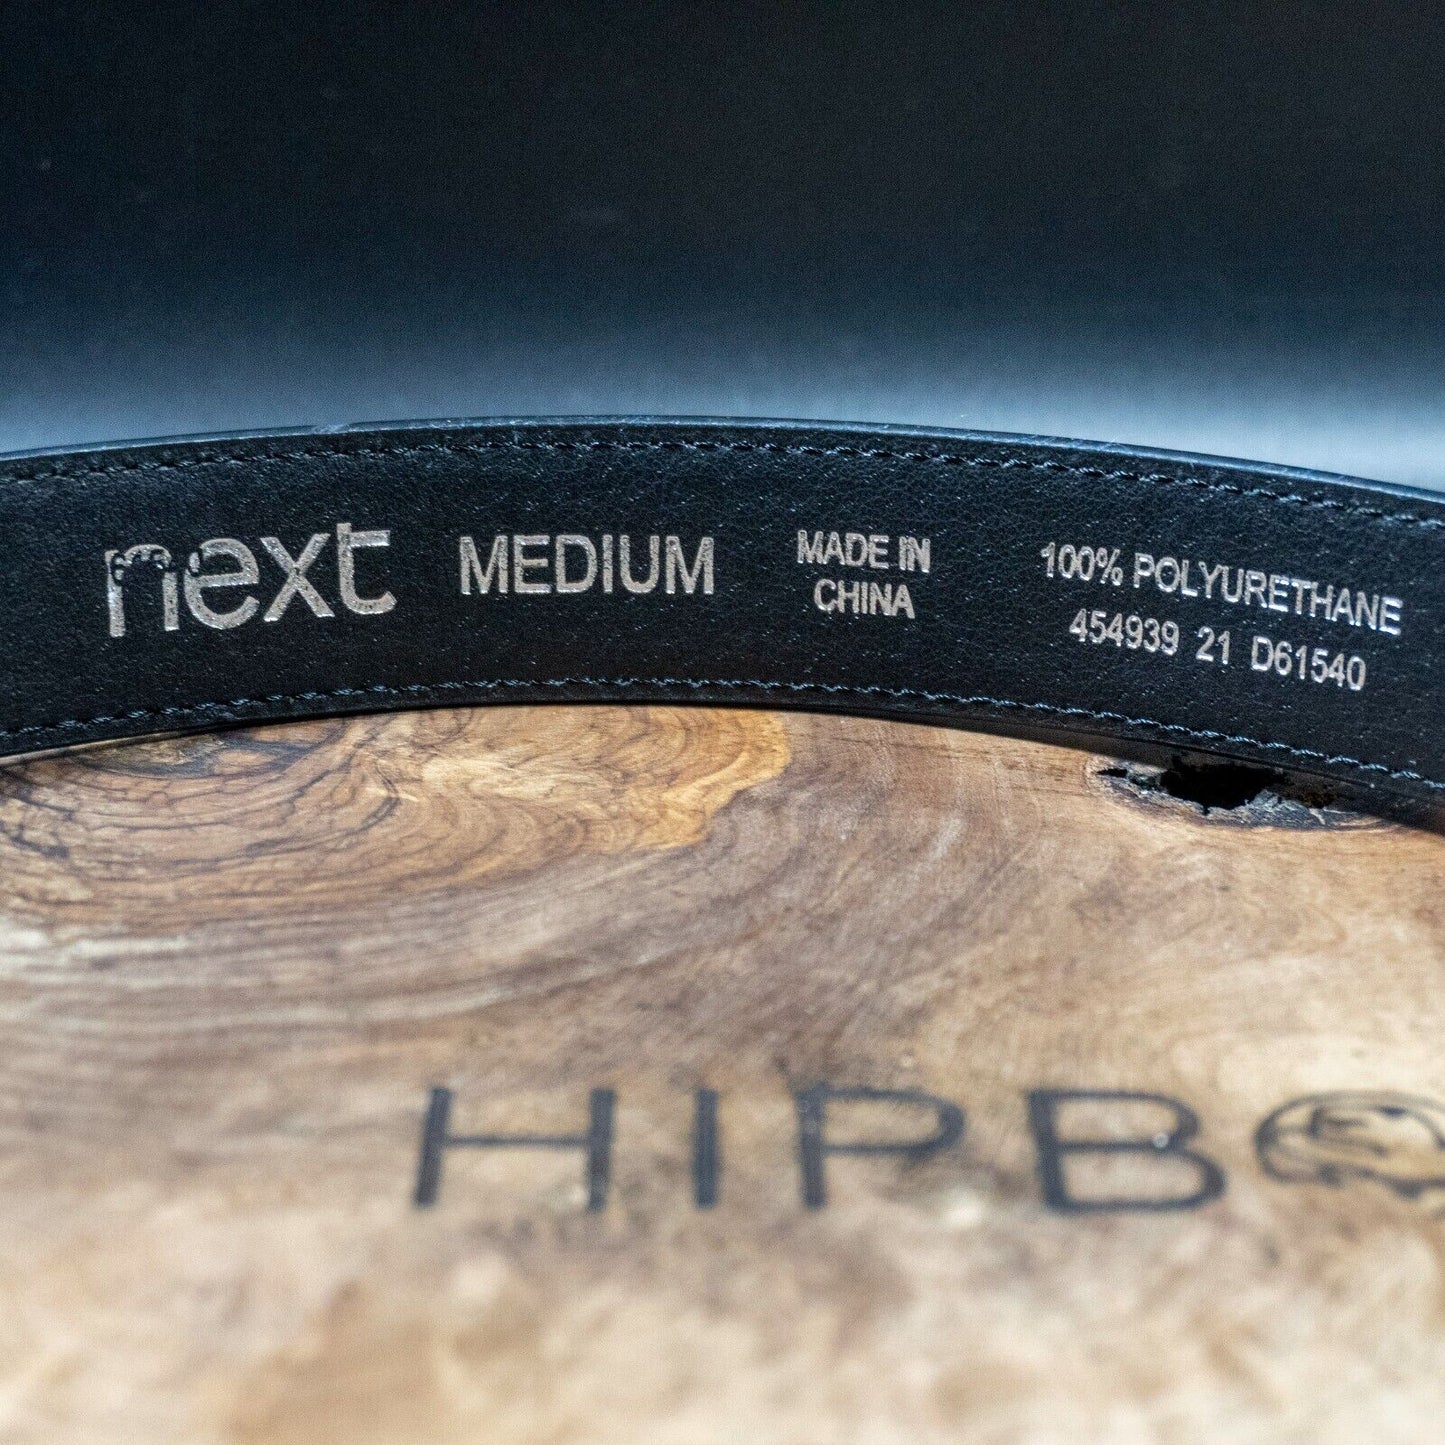 next MEDIUM
MADE IN
CHINA
100% POLYURETHANE
454939 21 D61540
HIPB